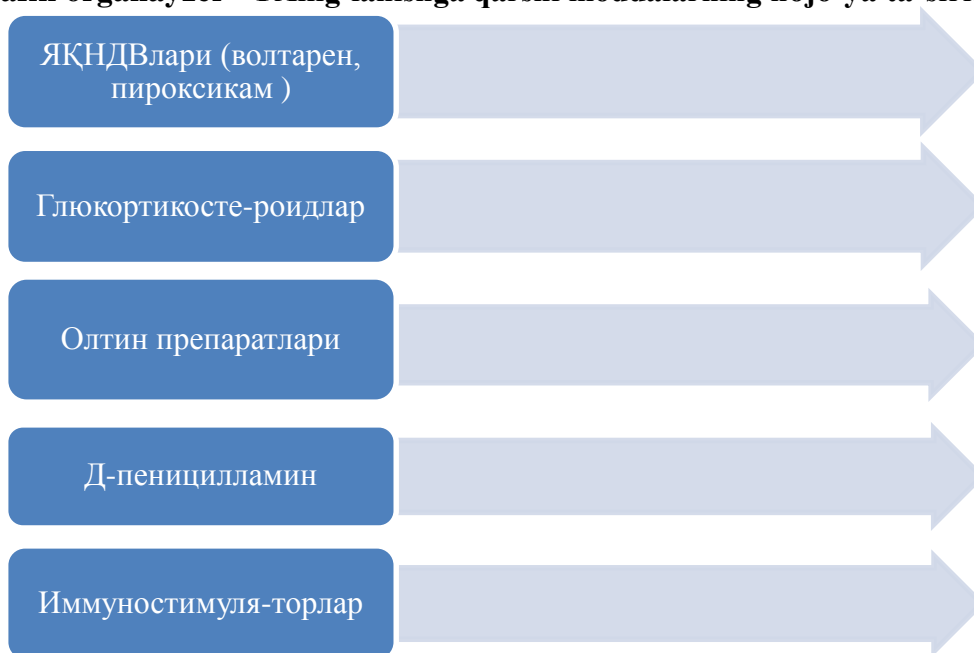 ЯҚНДВлари (волтарен,
пироксикам )
Глюкортикосте-роидлар
Олтин препаратлари
Д-пеницилламин
Иммуностимуля-торлар